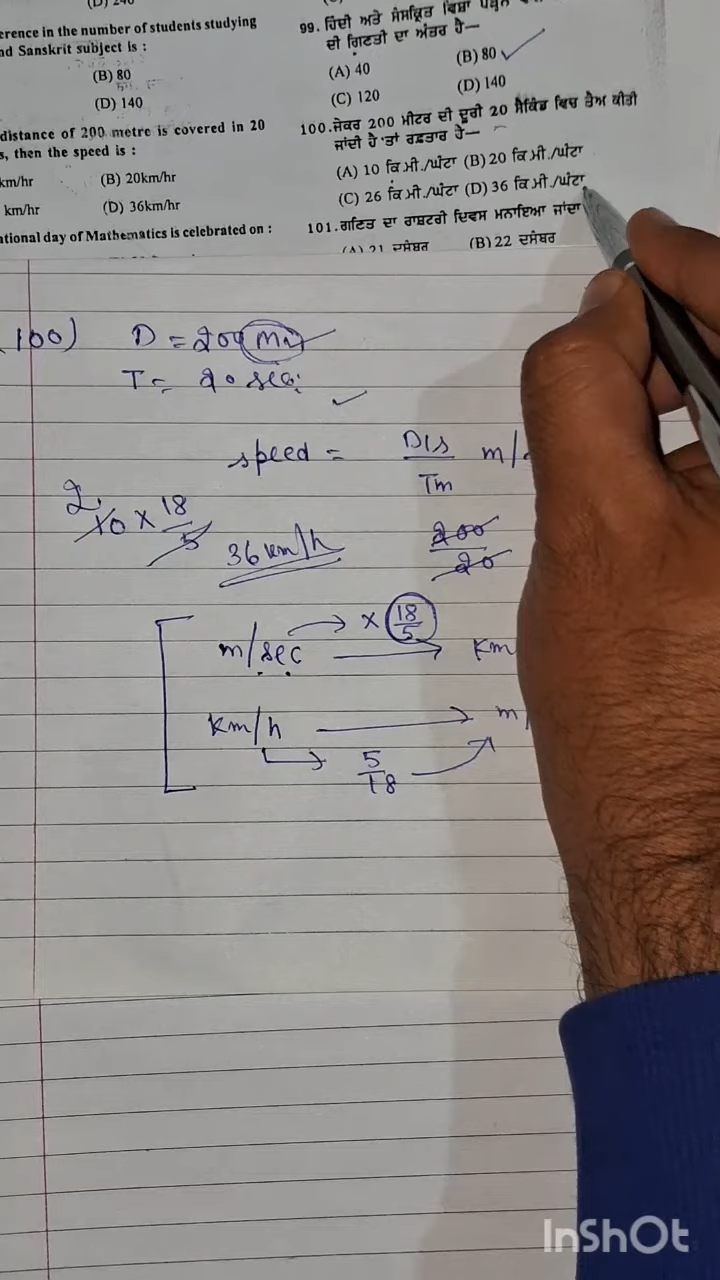 (D) 240
erence in the number of students studying
nd Sanskrit subject is :
(B) 80
(D) 140
distance of 200 metre is covered in 20
s, then the speed is :
km/hr (B) 20km/hr
km/hr (D) 36km/hr
ational day of Mathematics is celebrated on :
99. ਹਿੰਦੀ ਅਤੇ ਸੰਸਕ੍ਰਿਤ ਵਿਸ਼ਾ
ਦੀ ਗਿਣਤੀ ਦਾ ਅੰਤਰ ਹੈ—
(A) 40 (B) 80
(C) 120 (D) 140
100. ਜੇਕਰ 200 ਮੀਟਰ ਦੀ ਦੂਰੀ 20 ਸੈਕਿੰਡ ਵਿਚ ਤੈਅ ਕੀਤੀ
ਜਾਂਦੀ ਹੈ ਤਾਂ ਰਫ਼ਤਾਰ ਹੈ—
(A) 10 ਕਿ.ਮੀ./ਘੰਟਾ (B) 20 ਕਿ.ਮੀ./ਘੰਟਾ
(C) 26 ਕਿ.ਮੀ./ਘੰਟਾ (D) 36 ਕਿ.ਮੀ./ਘੰਟਾ
101. ਗਣਿਤ ਦਾ ਰਾਸ਼ਟਰੀ ਦਿਵਸ ਮਨਾਇਆ ਜਾਂਦਾ
(A) 21 ਦਸੰਬਰ (B) 22 ਦਸੰਬਰ
100) D = 200
T = 20 sec
speed = Dis/Tm m/
2 10 × 18/5 36 km/h 200/20
m/sec → × 18/5 → Km
km/h → m/
5/18
InShOt